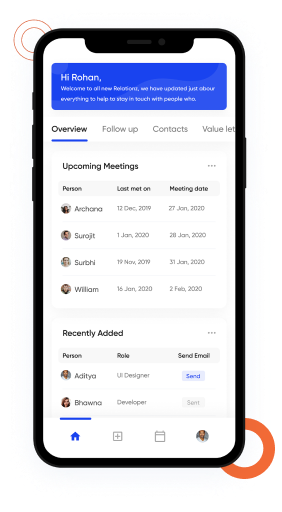 Hi Rohan,
Welcome to all new Relationz, we have updated just abour
everything to help to stay in touch with people who.
Overview Follow up Contacts Value let
Upcoming Meetings
Person Last met on Meeting date
Archana 12 Dec, 2019 27 Jan, 2020
Surojit 1 Jan, 2020 28 Jan, 2020
Surbhi 19 Nov, 2019 31 Jan, 2020
William 16 Jan, 2020 2 Feb, 2020
Recently Added
Person Role Send Email
Aditya UI Designer Send
Bhawna Developer Sent